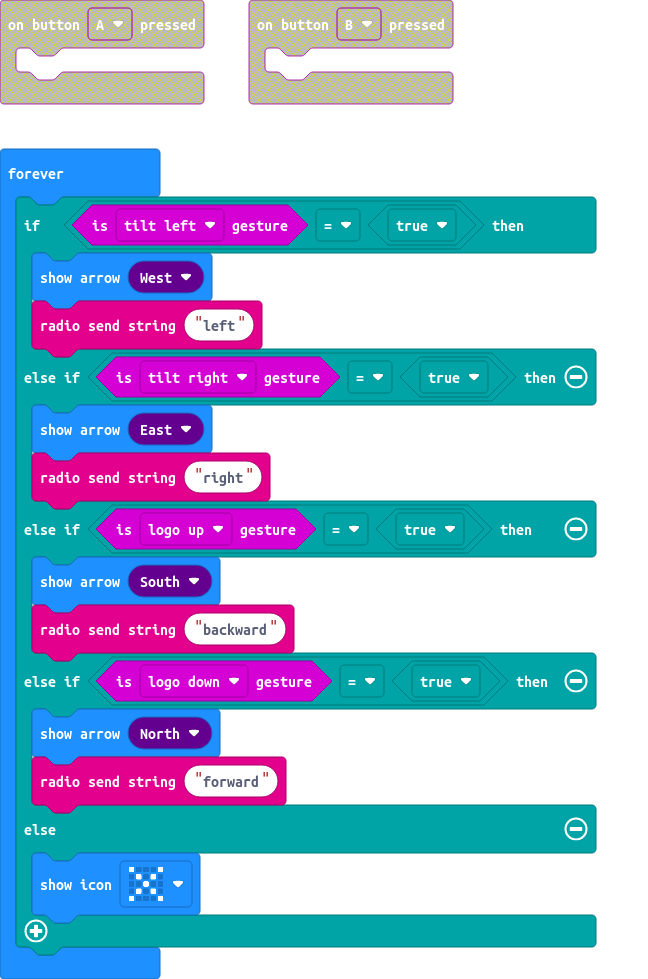 on button A pressed
on button B pressed
forever
if is tilt left gesture = true then
show arrow West
radio send string "left"
else if is tilt right gesture = true then
show arrow East
radio send string "right"
else if is logo up gesture = true then
show arrow South
radio send string "backward"
else if is logo down gesture = true then
show arrow North
radio send string "forward"
else
show icon